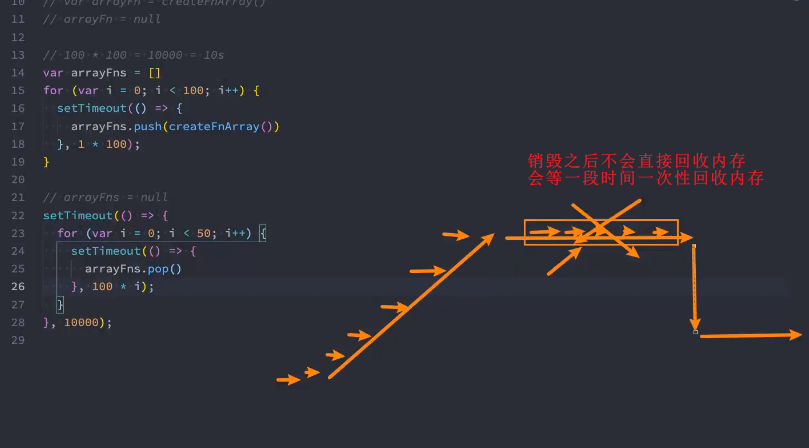 10 // var arrayFn = createFnArray()
11 // arrayFn = null
12
13 // 100 * 100 = 10000 = 10s
14 var arrayFns = []
15 for (var i = 0; i < 100; i++) {
16 setTimeout(() => {
17 arrayFns.push(createFnArray())
18 }, 1 * 100);
19 }
20
21 // arrayFns = null
22 setTimeout(() => {
23 for (var i = 0; i < 50; i++) {
24 setTimeout(() => {
25 arrayFns.pop()
26 }, 100 * i);
27 }
28 }, 10000);
29
销毁之后不会直接回收内存
会等一段时间一次性回收内存